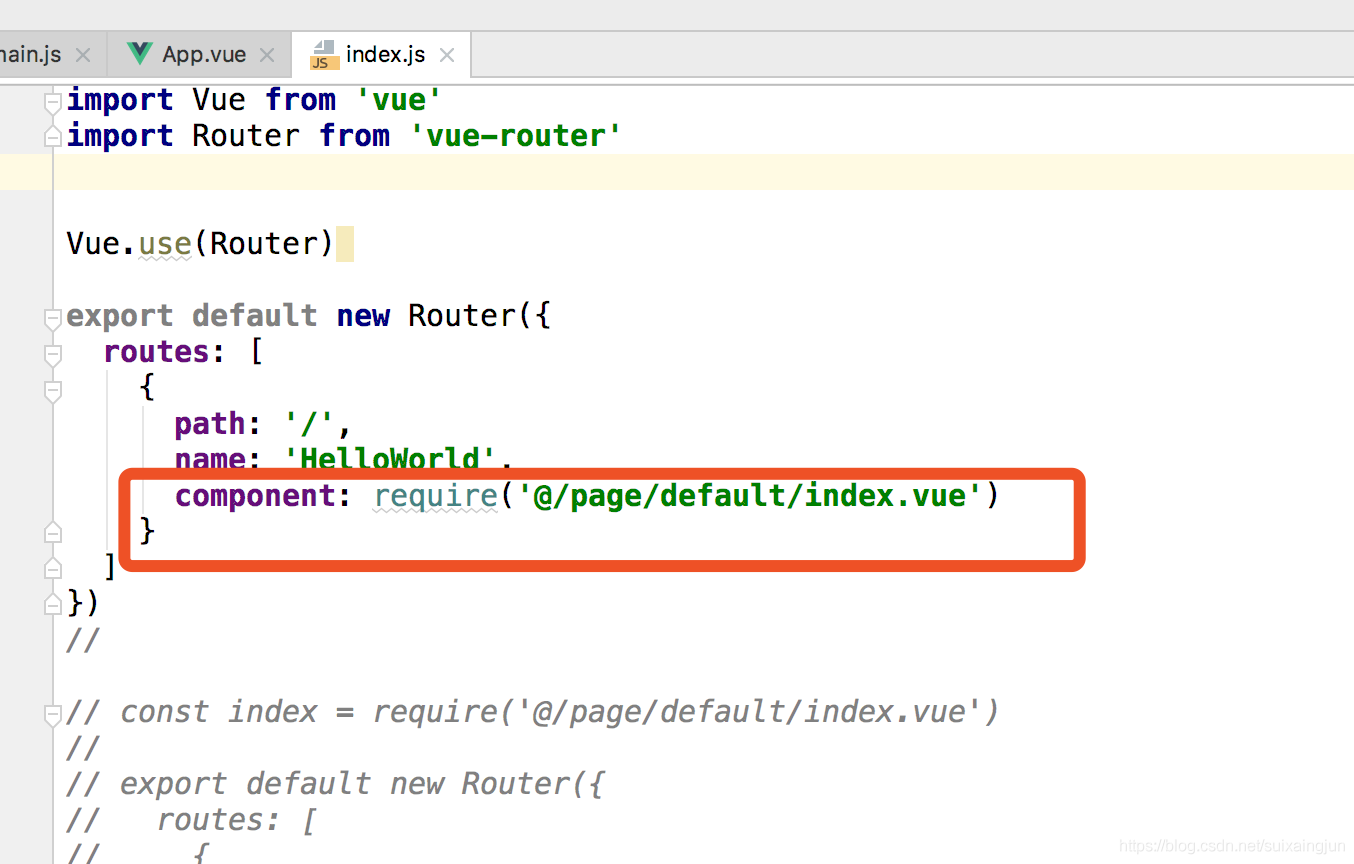 ain.js App.vue JS index.js
import Vue from 'vue'
import Router from 'vue-router'
Vue.use(Router)
export default new Router({
routes: [
{
path: '/',
name: 'HelloWorld',
component: require('@/page/default/index.vue')
}
]
})
//
// const index = require('@/page/default/index.vue')
//
// export default new Router({
// routes: [
// {
https://blog.csdn.net/suixaingjun